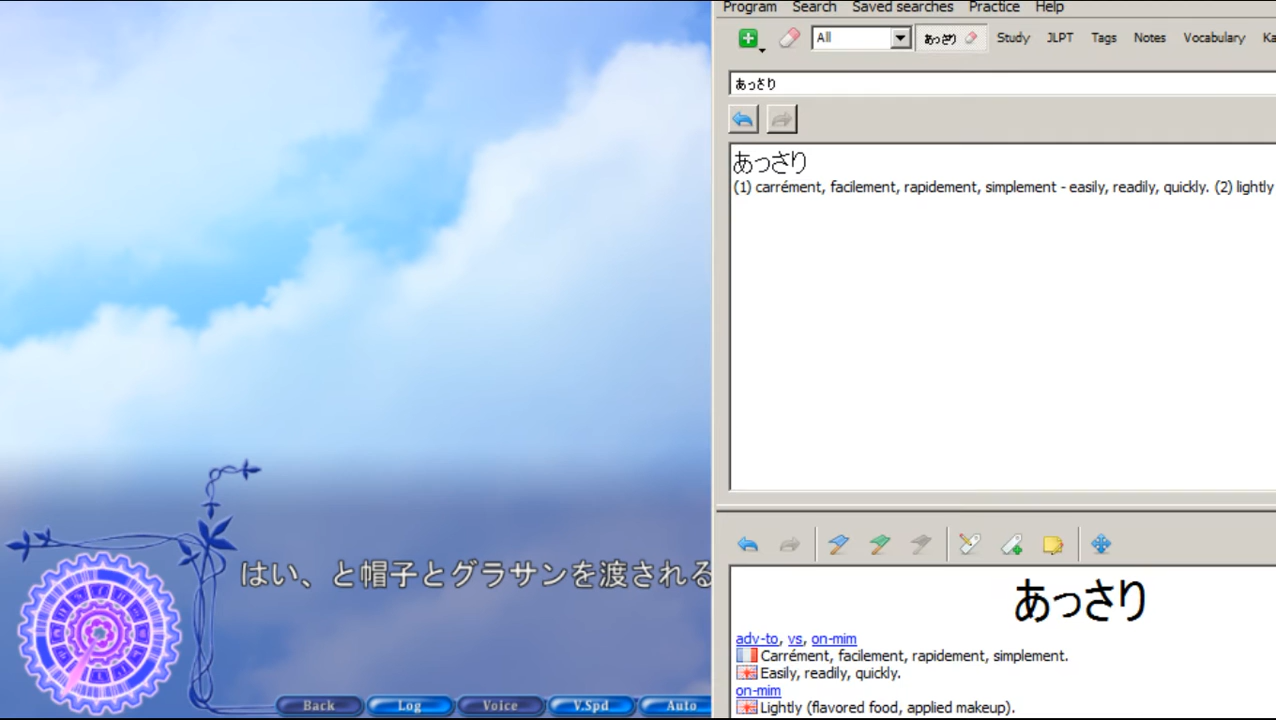 はい、と帽子とグラサンを渡される
Back Log Voice V.Spd Auto
Program Search Saved searches Practice Help
All あっさり Study JLPT Tags Notes Vocabulary Ka
あっさり
あっさり
(1) carrément, facilement, rapidement, simplement - easily, readily, quickly. (2) lightly
あっさり
adv-to, vs, on-mim
Carrément, facilement, rapidement, simplement.
Easily, readily, quickly.
on-mim
Lightly (flavored food, applied makeup).